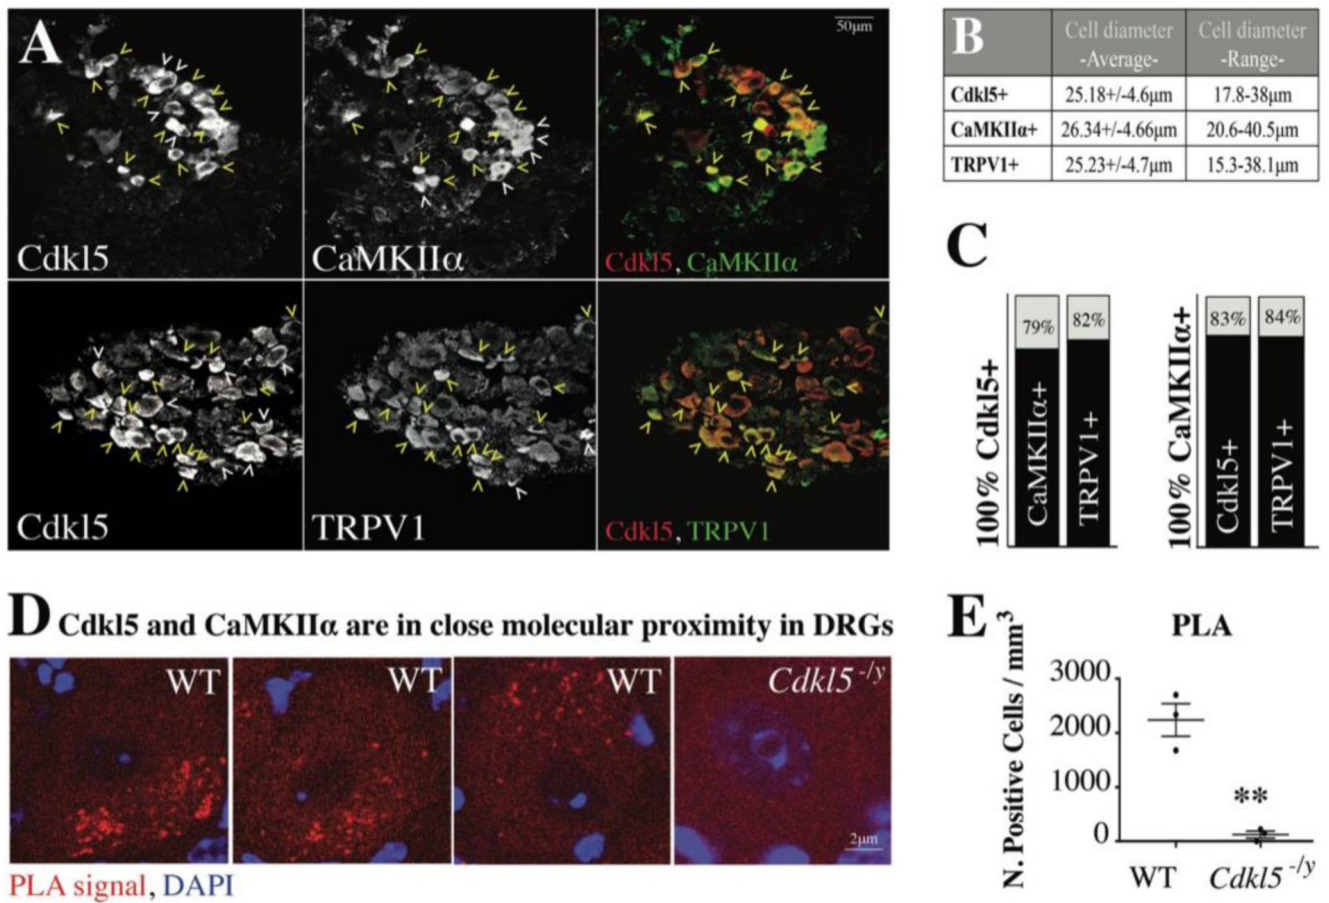 A
50µm
Cdkl5
CaMKIIα
Cdkl5, CaMKIIα
Cdkl5
TRPV1
Cdkl5, TRPV1
B
Cell diameter -Average-
Cell diameter -Range-
Cdkl5+ 25.18+/-4.6µm 17.8-38µm
CaMKIIα+ 26.34+/-4.66µm 20.6-40.5µm
TRPV1+ 25.23+/-4.7µm 15.3-38.1µm
C
100% Cdkl5+
79%
CaMKIIα+
82%
TRPV1+
100% CaMKIIα+
83%
Cdkl5+
84%
TRPV1+
D Cdkl5 and CaMKIIα are in close molecular proximity in DRGs
WT
WT
WT
Cdkl5 -/y
2µm
PLA signal, DAPI
E
PLA
N. Positive Cells / mm³
3000
2000
1000
0
**
WT
Cdkl5 -/y